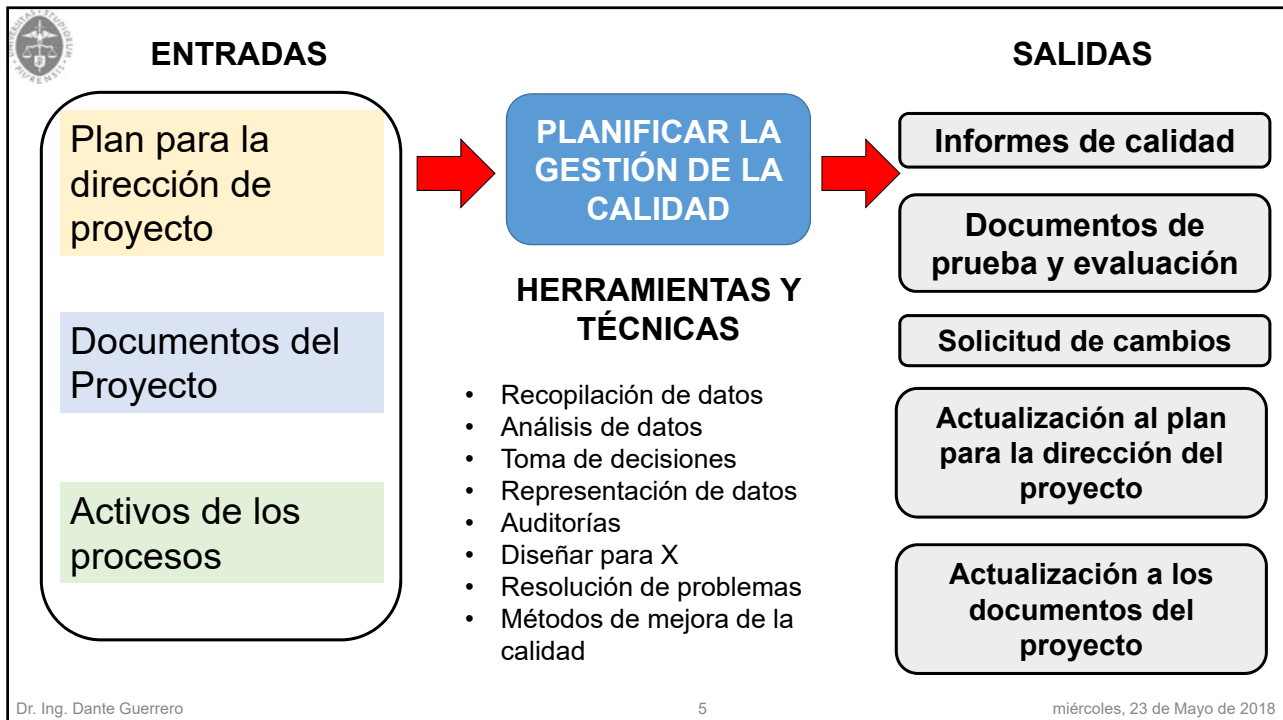 UNIVERSITAS STUDIORUM
PIURENSIS
ENTRADAS
Plan para la
dirección de
proyecto
Documentos del
Proyecto
Activos de los
procesos
PLANIFICAR LA
GESTIÓN DE LA
CALIDAD
HERRAMIENTAS Y
TÉCNICAS
• Recopilación de datos
• Análisis de datos
• Toma de decisiones
• Representación de datos
• Auditorías
• Diseñar para X
• Resolución de problemas
• Métodos de mejora de la
calidad
SALIDAS
Informes de calidad
Documentos de
prueba y evaluación
Solicitud de cambios
Actualización al plan
para la dirección del
proyecto
Actualización a los
documentos del
proyecto
Dr. Ing. Dante Guerrero
5
miércoles, 23 de Mayo de 2018